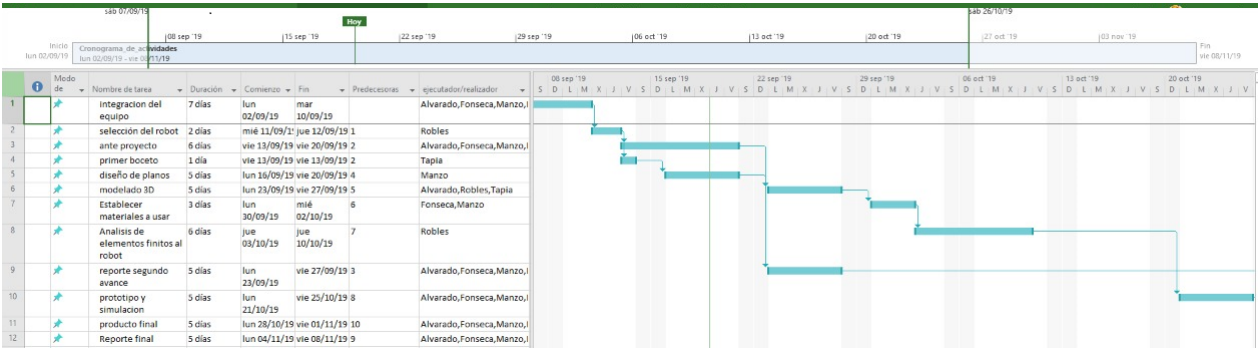 sáb 07/09/19
sáb 26/10/19
Hoy
08 sep '19 15 sep '19 22 sep '19 29 sep '19 06 oct '19 13 oct '19 20 oct '19 27 oct '19 03 nov '19
Inicio
lun 02/09/19
Cronograma_de_actividades
lun 02/09/19 - vie 08/11/19
Fin
vie 08/11/19
Modo de Nombre de tarea Duración Comienzo Fin Predecesoras ejecutador/realizador
08 sep '19 15 sep '19 22 sep '19 29 sep '19 06 oct '19 13 oct '19 20 oct '19
S D L M X J V S D L M X J V S D L M X J V S D L M X J V S D L M X J V S D L M X J V S D L M X J V
1 integracion del 7 días lun mar Alvarado,Fonseca,Manzo,
equipo 02/09/19 10/09/19
2 selección del robot 2 días mié 11/09/1 jue 12/09/19 1 Robles
3 ante proyecto 6 días vie 13/09/19 vie 20/09/19 2 Alvarado,Fonseca,Manzo,
4 primer boceto 1 día vie 13/09/19 vie 13/09/19 2 Tapia
5 diseño de planos 5 días lun 16/09/19 vie 20/09/19 4 Manzo
6 modelado 3D 5 días lun 23/09/19 vie 27/09/19 5 Alvarado,Robles,Tapia
7 Establecer 3 días lun mié 6 Fonseca,Manzo
materiales a usar 30/09/19 02/10/19
8 Analisis de 6 días jue jue 7 Robles
elementos finitos al 03/10/19 10/10/19
robot
9 reporte segundo 5 días lun vie 27/09/19 3 Alvarado,Fonseca,Manzo,
avance 23/09/19
10 prototipo y 5 días lun vie 25/10/19 8 Alvarado,Fonseca,Manzo,
simulacion 21/10/19
11 producto final 5 días lun 28/10/19 vie 01/11/19 10 Alvarado,Fonseca,Manzo,
12 Reporte final 5 días lun 04/11/19 vie 08/11/19 9 Alvarado,Fonseca,Manzo,